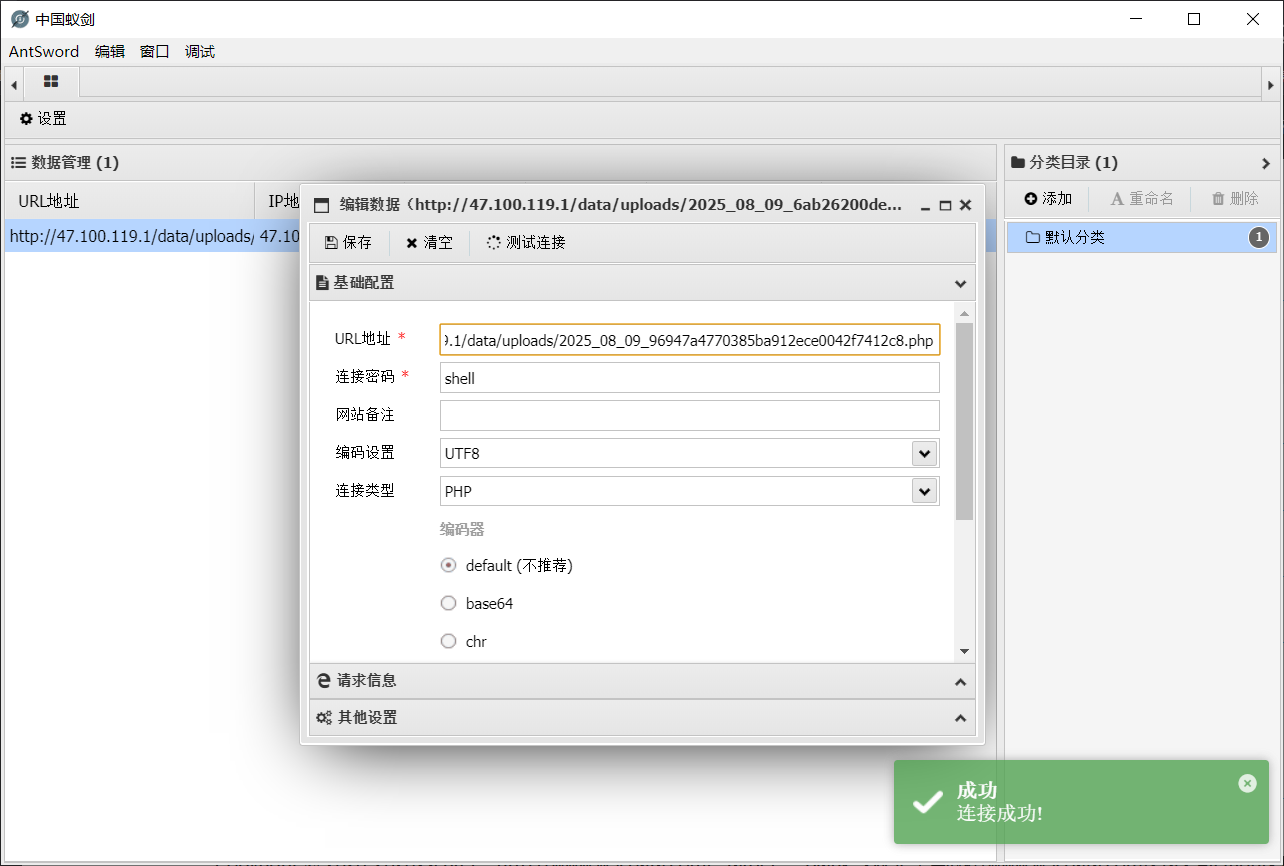 中国蚁剑
AntSword 编辑 窗口 调试
设置
数据管理 (1)
分类目录 (1)
URL地址
IP地
添加
重命名
删除
http://47.100.119.1/data/uploads/
47.10
默认分类
1
编辑数据（http://47.100.119.1/data/uploads/2025_08_09_6ab26200de...
保存
清空
测试连接
基础配置
URL地址 *
9.1/data/uploads/2025_08_09_96947a4770385ba912ece0042f7412c8.php
连接密码 *
shell
网站备注
编码设置
UTF8
连接类型
PHP
编码器
default (不推荐)
base64
chr
请求信息
其他设置
成功
连接成功!